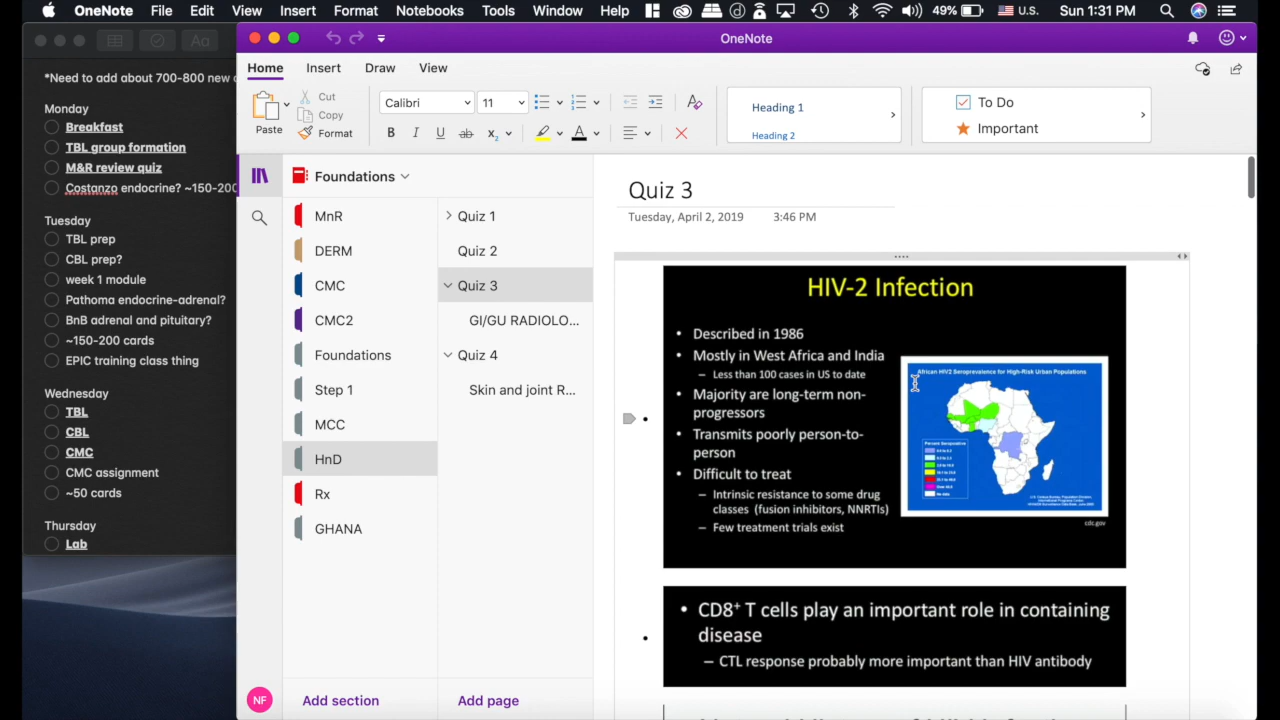 OneNote File Edit View Insert Format Notebooks Tools Window Help 49% U.S. Sun 1:31 PM
*Need to add about 700-800 new
Monday
Breakfast
TBL group formation
M&R review quiz
Costanzo endocrine? ~150-200
Tuesday
TBL prep
CBL prep?
week 1 module
Pathoma endocrine-adrenal?
BnB adrenal and pituitary?
~150-200 cards
EPIC training class thing
Wednesday
TBL
CBL
CMC
CMC assignment
~50 cards
Thursday
Lab
OneNote
Home Insert Draw View
Paste
Cut
Copy
Format
Calibri 11
B I U ab X2 A
Heading 1
Heading 2
To Do
Important
Foundations
MnR
DERM
CMC
CMC2
Foundations
Step 1
MCC
HnD
Rx
GHANA
Add section
Quiz 1
Quiz 2
Quiz 3
GI/GU RADIOLO...
Quiz 4
Skin and joint R...
Add page
NF
Quiz 3
Tuesday, April 2, 2019 3:46 PM
HIV-2 Infection
• Described in 1986
• Mostly in West Africa and India
– Less than 100 cases in US to date
• Majority are long-term non-
progressors
• Transmits poorly person-to-
person
• Difficult to treat
– Intrinsic resistance to some drug
classes (fusion inhibitors, NNRTIs)
– Few treatment trials exist
African HIV2 Seroprevalence for High-Risk Urban Populations
Percent Seropositive
cdc.gov
• CD8+ T cells play an important role in containing
disease
– CTL response probably more important than HIV antibody